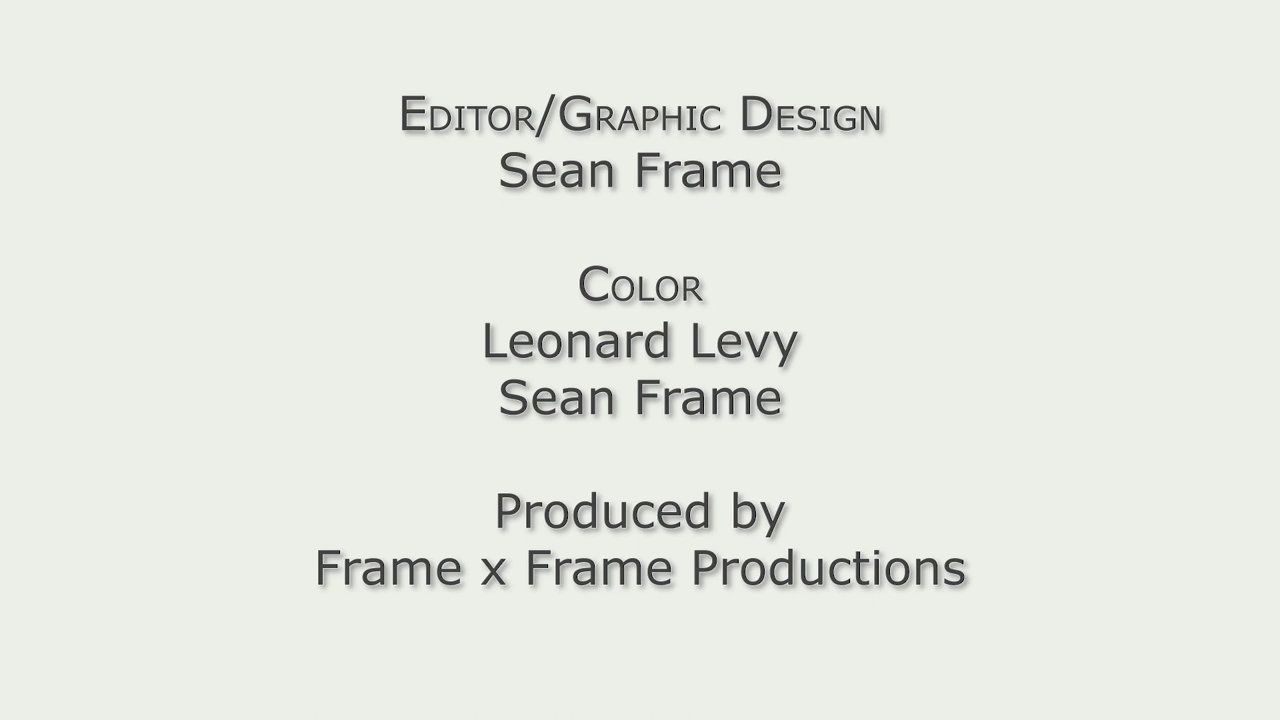 Editor/Graphic Design
Sean Frame
Color
Leonard Levy
Sean Frame
Produced by
Frame x Frame Productions